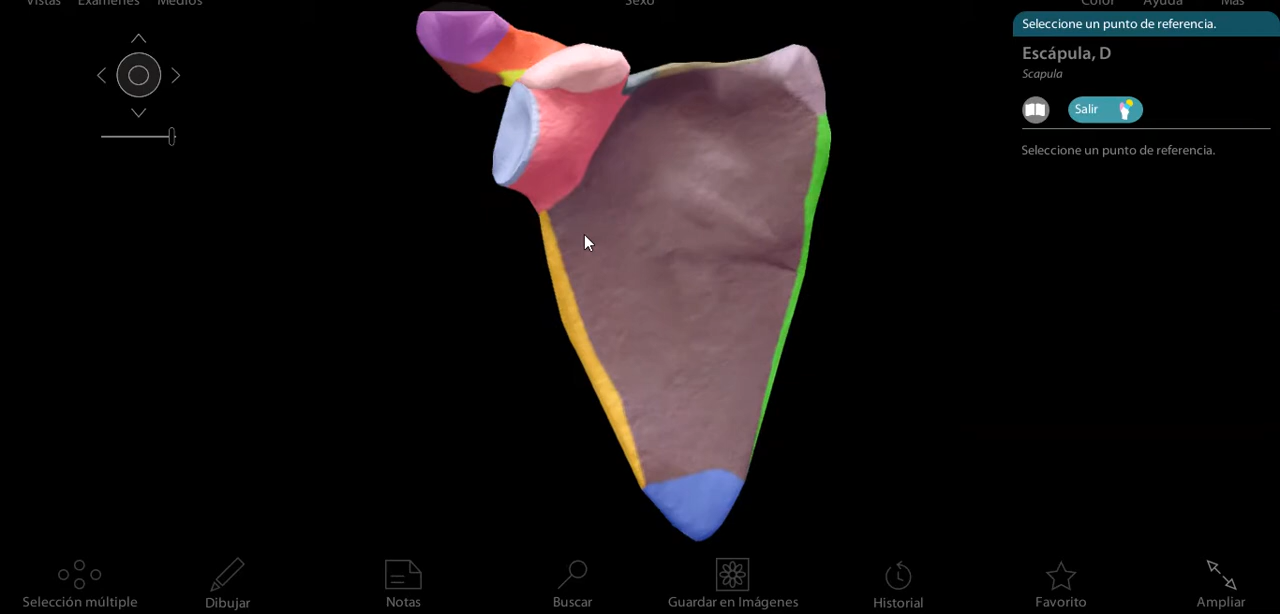 Vistas Exámenes Medios Sexo Color Ayuda Más
Seleccione un punto de referencia.
Escápula, D
Scapula
Salir
Seleccione un punto de referencia.
Selección múltiple Dibujar Notas Buscar Guardar en Imágenes Historial Favorito Ampliar